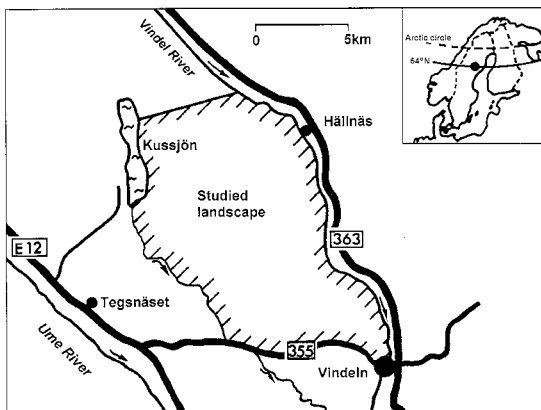 Vindel River
0 5km
Arctic circle
64°N
Hällnäs
Kussjön
Studied
landscape
363
E12
Tegsnäset
Ume River
355
Vindeln